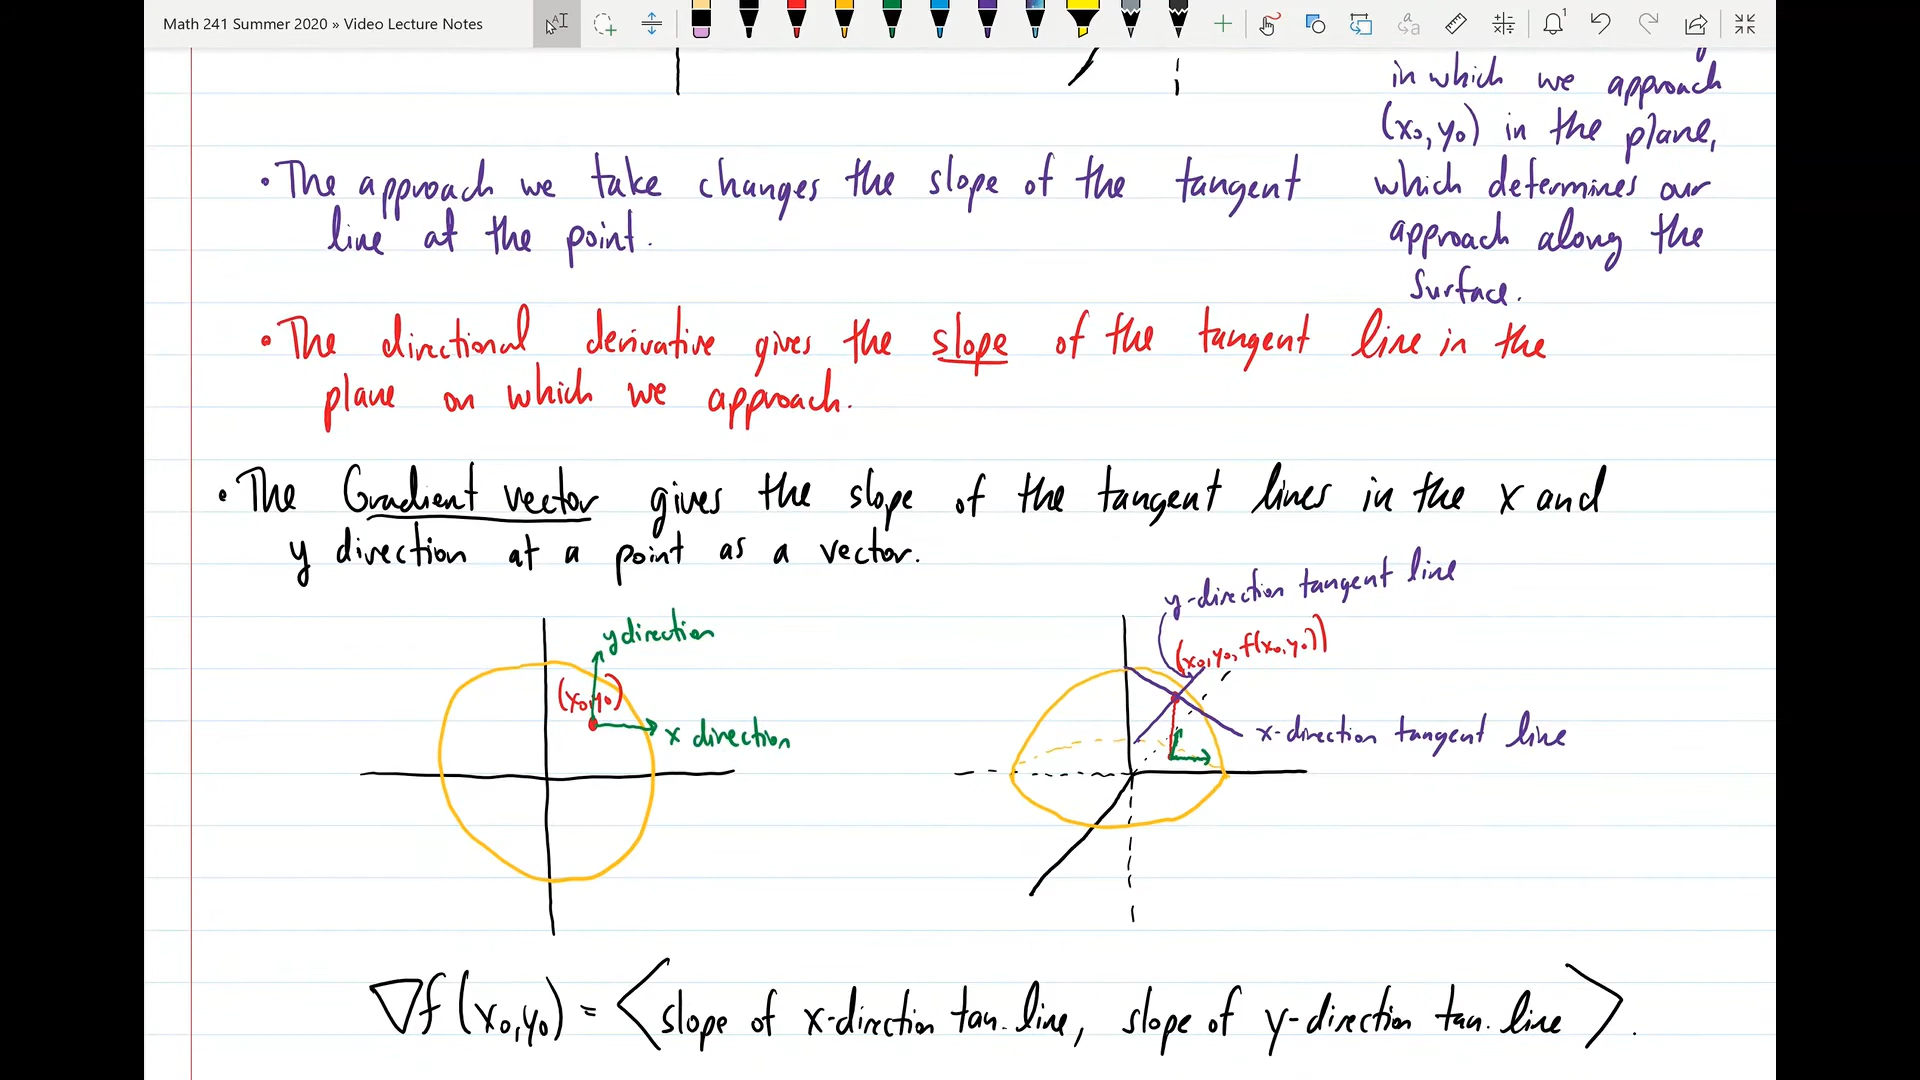 Math 241 Summer 2020 » Video Lecture Notes
in which we approach
(x₀, y₀) in the plane,
which determines our
approach along the
surface.
• The approach we take changes the slope of the tangent
line at the point.
• The directional derivative gives the slope of the tangent line in the
plane on which we approach.
• The Gradient vector gives the slope of the tangent lines in the x and
y direction at a point as a vector.
y direction
(x₀, y₀)
x direction
y-direction tangent line
(x₀, y₀, f(x₀, y₀))
x-direction tangent line
∇f (x₀, y₀) = < slope of x-direction tan. line, slope of y-direction tan. line >.